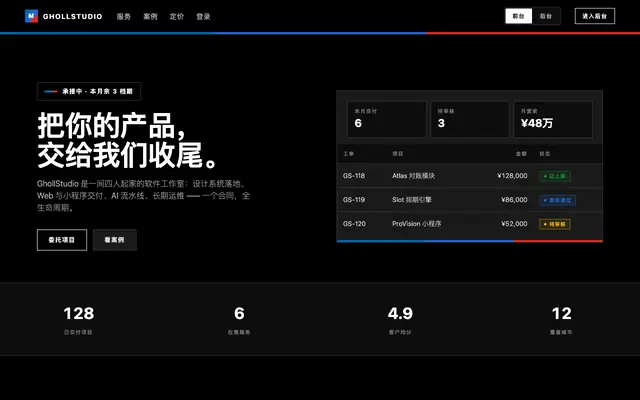 M GHOLLSTUDIO 服务 案例 定价 登录 前台 后台 进入后台
承接中 · 本月余 3 档期
把你的产品，
交给我们收尾。
GhollStudio 是一间四人起家的软件工作室：设计系统落地、
Web 与小程序交付、AI 流水线、长期运维 —— 一个合同，全
生命周期。
委托项目 看案例
本月交付 待审核 月营收
6 3 ¥48万
工单 项目 金额 状态
GS-118 Atlas 对账模块 ¥128,000 已上架
GS-119 Slot 排期引擎 ¥86,000
GS-120 ProVision 小程序 ¥52,000 待审核
128 6 4.9 12
已交付项目 在售服务 客户均分 覆盖城市